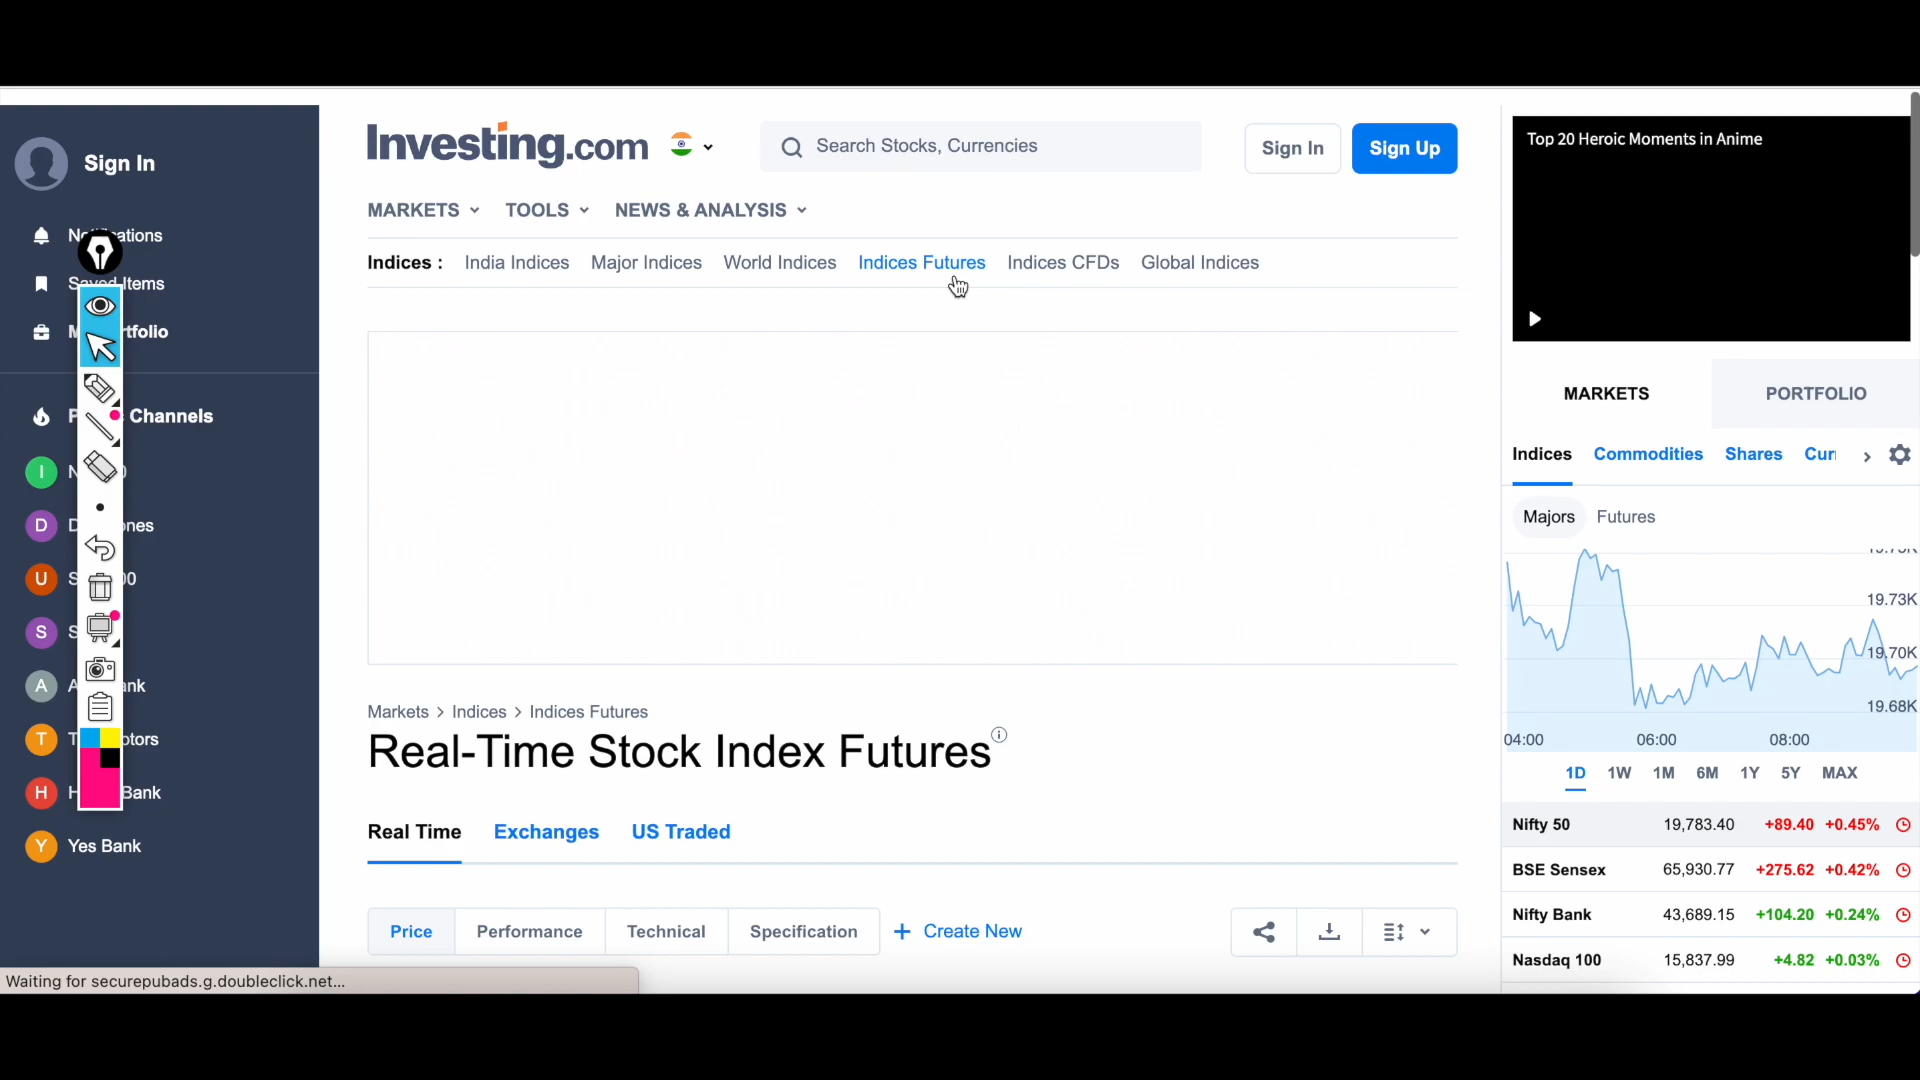 Sign In
Saved Items
Channels
Yes Bank
Investing.com
Search Stocks, Currencies
Sign In
Sign Up
MARKETS
TOOLS
NEWS & ANALYSIS
Indices :
India Indices
Major Indices
World Indices
Indices Futures
Indices CFDs
Global Indices
Markets > Indices > Indices Futures
Real-Time Stock Index Futures
Real Time
Exchanges
US Traded
Price
Performance
Technical
Specification
+ Create New
Top 20 Heroic Moments in Anime
MARKETS
PORTFOLIO
Indices
Commodities
Shares
Majors
Futures
19.73K
19.70K
19.68K
04:00
06:00
08:00
1D
1W
1M
6M
1Y
5Y
MAX
Nifty 50 19,783.40 +89.40 +0.45%
BSE Sensex 65,930.77 +275.62 +0.42%
Nifty Bank 43,689.15 +104.20 +0.24%
Nasdaq 100 15,837.99 +4.82 +0.03%
Waiting for securepubads.g.doubleclick.net...